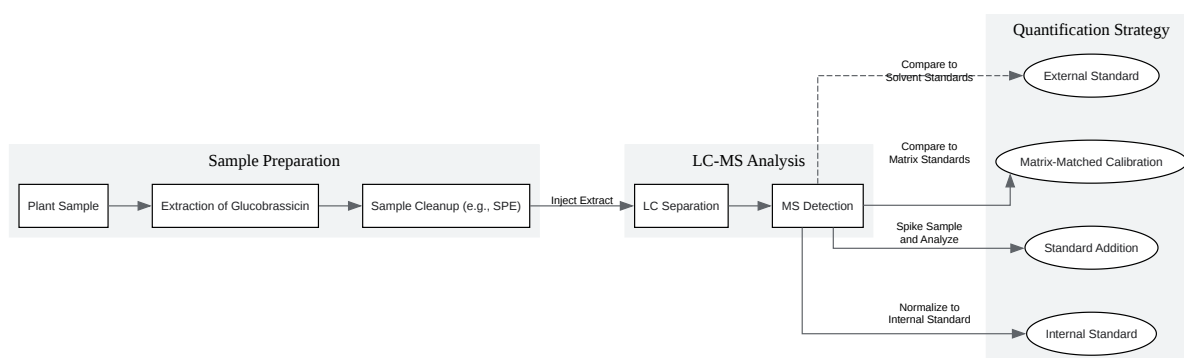 Quantification Strategy
Compare to
Solvent Standards
External Standard
Sample Preparation
LC-MS Analysis
Compare to
Matrix Standards
Matrix-Matched Calibration
Plant Sample
Extraction of Glucobrassicin
Sample Cleanup (e.g., SPE)
Inject Extract
LC Separation
MS Detection
Spike Sample
and Analyze
Standard Addition
Normalize to
Internal Standard
Internal Standard